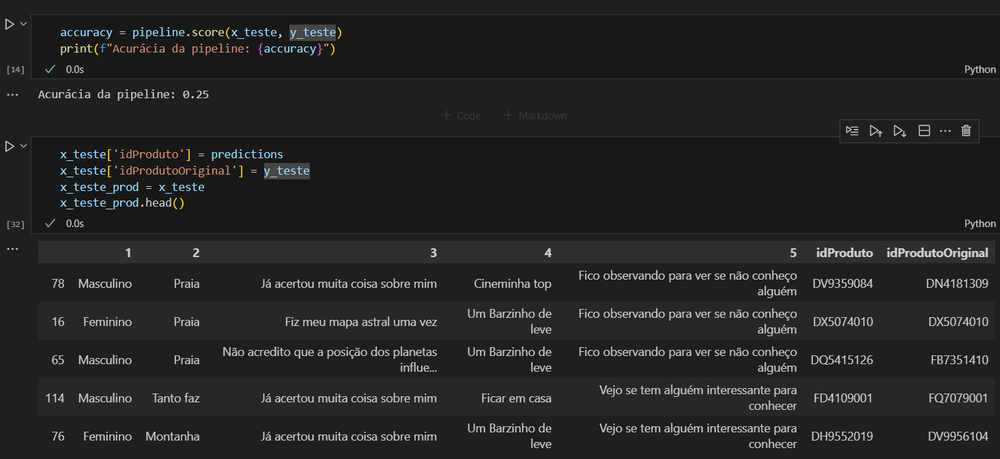 accuracy = pipeline.score(x_teste, y_teste)
print(f"Acurácia da pipeline: {accuracy}")
[14]
0.0s
Python
Acurácia da pipeline: 0.25
Code
Markdown
x_teste['idProduto'] = predictions
x_teste['idProdutoOriginal'] = y_teste
x_teste_prod = x_teste
x_teste_prod.head()
[32]
0.0s
Python
1 2 3 4 5 idProduto idProdutoOriginal
78 Masculino Praia Já acertou muita coisa sobre mim Cineminha top Fico observando para ver se não conheço
alguém DV9359084 DN4181309
16 Feminino Praia Fiz meu mapa astral uma vez Um Barzinho de
leve Fico observando para ver se não conheço
alguém DX5074010 DX5074010
65 Masculino Praia Não acredito que a posição dos planetas
influe... Um Barzinho de
leve Fico observando para ver se não conheço
alguém DQ5415126 FB7351410
114 Masculino Tanto faz Já acertou muita coisa sobre mim Ficar em casa Vejo se tem alguém interessante para
conhecer FD4109001 FQ7079001
76 Feminino Montanha Já acertou muita coisa sobre mim Um Barzinho de
leve Vejo se tem alguém interessante para
conhecer DH9552019 DV9956104